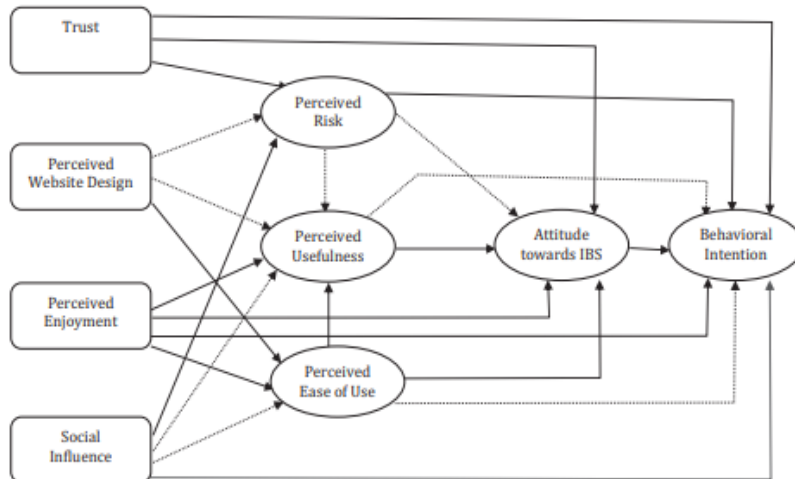 Trust
Perceived
Risk
Perceived
Website Design
Perceived
Usefulness
Attitude
towards IBS
Behavioral
Intention
Perceived
Enjoyment
Perceived
Ease of Use
Social
Influence